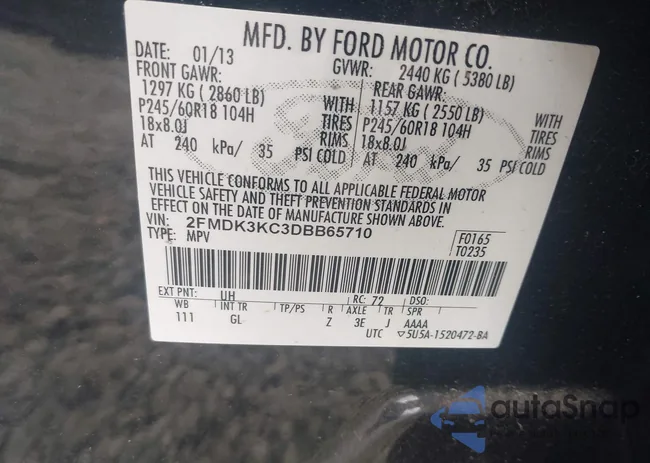 MFD. BY FORD MOTOR CO.
DATE: 01/13 GVWR: 2440 KG ( 5380 LB)
FRONT GAWR: REAR GAWR:
1297 KG ( 2860 LB) WITH 1157 KG ( 2550 LB) WITH
P245/60R18 104H TIRES P245/60R18 104H TIRES
18x8.0J RIMS 18x8.0J RIMS
AT 240 kPa/ 35 PSI COLD AT 240 kPa/ 35 PSI COLD
THIS VEHICLE CONFORMS TO ALL APPLICABLE FEDERAL MOTOR
VEHICLE SAFETY AND THEFT PREVENTION STANDARDS IN
EFFECT ON THE DATE OF MANUFACTURE SHOWN ABOVE.
VIN: 2FMDK3KC3DBB65710
TYPE: MPV
F0165
T0235
EXT PNT: UH RC: 72 DSO:
WB INT TR TP/PS R AXLE TR SPR
111 GL Z 3E J AAAA
UTC ▽5U5A-1520472-BA
autoSnap